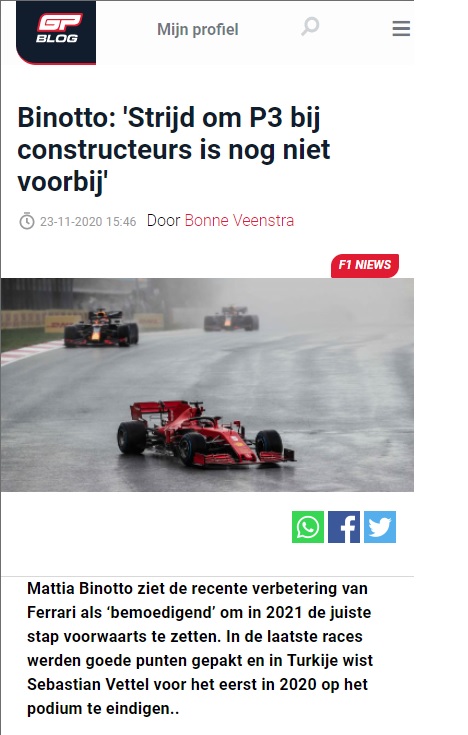 GP
BLOG
Mijn profiel
Binotto: 'Strijd om P3 bij
constructeurs is nog niet
voorbij'
23-11-2020 15:46 Door Bonne Veenstra
F1 NIEWS
Mattia Binotto ziet de recente verbetering van
Ferrari als ‘bemoedigend’ om in 2021 de juiste
stap voorwaarts te zetten. In de laatste races
werden goede punten gepakt en in Turkije wist
Sebastian Vettel voor het eerst in 2020 op het
podium te eindigen..